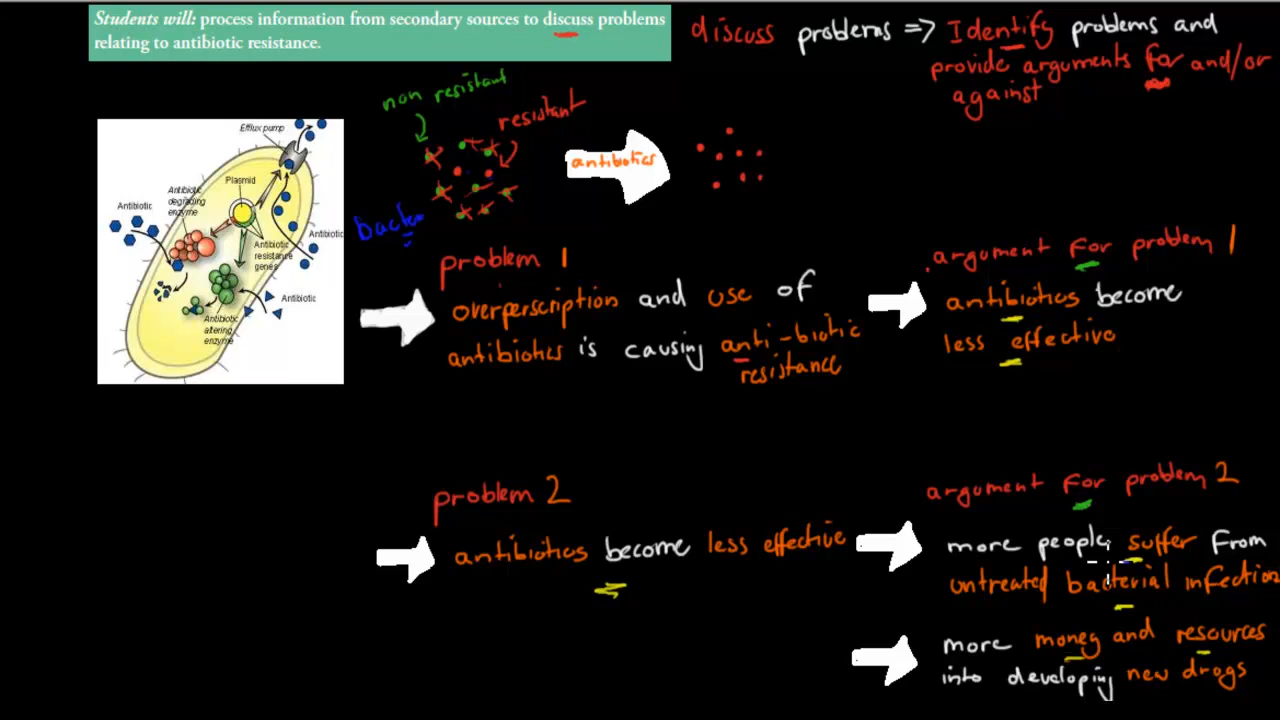 Students will: process information from secondary sources to discuss problems
relating to antibiotic resistance.
discuss problems => Identify problems and
provide arguments for and/or
against
non resistant
resistant
antibiotics
Efflux pump
Plasmid
Antibiotic
degrading
enzyme
Antibiotic
Antibiotic
Antibiotic
resistance
genes
Antibiotic
Antibiotic
altering
enzyme
problem 1
overperscription and use of
antibiotics is causing anti-biotic
resistance
argument for problem 1
antibiotics become
less effective
problem 2
antibiotics become less effective
argument for problem 2
more people suffer from
untreated bacterial infection
more money and resources
into developing new drogs